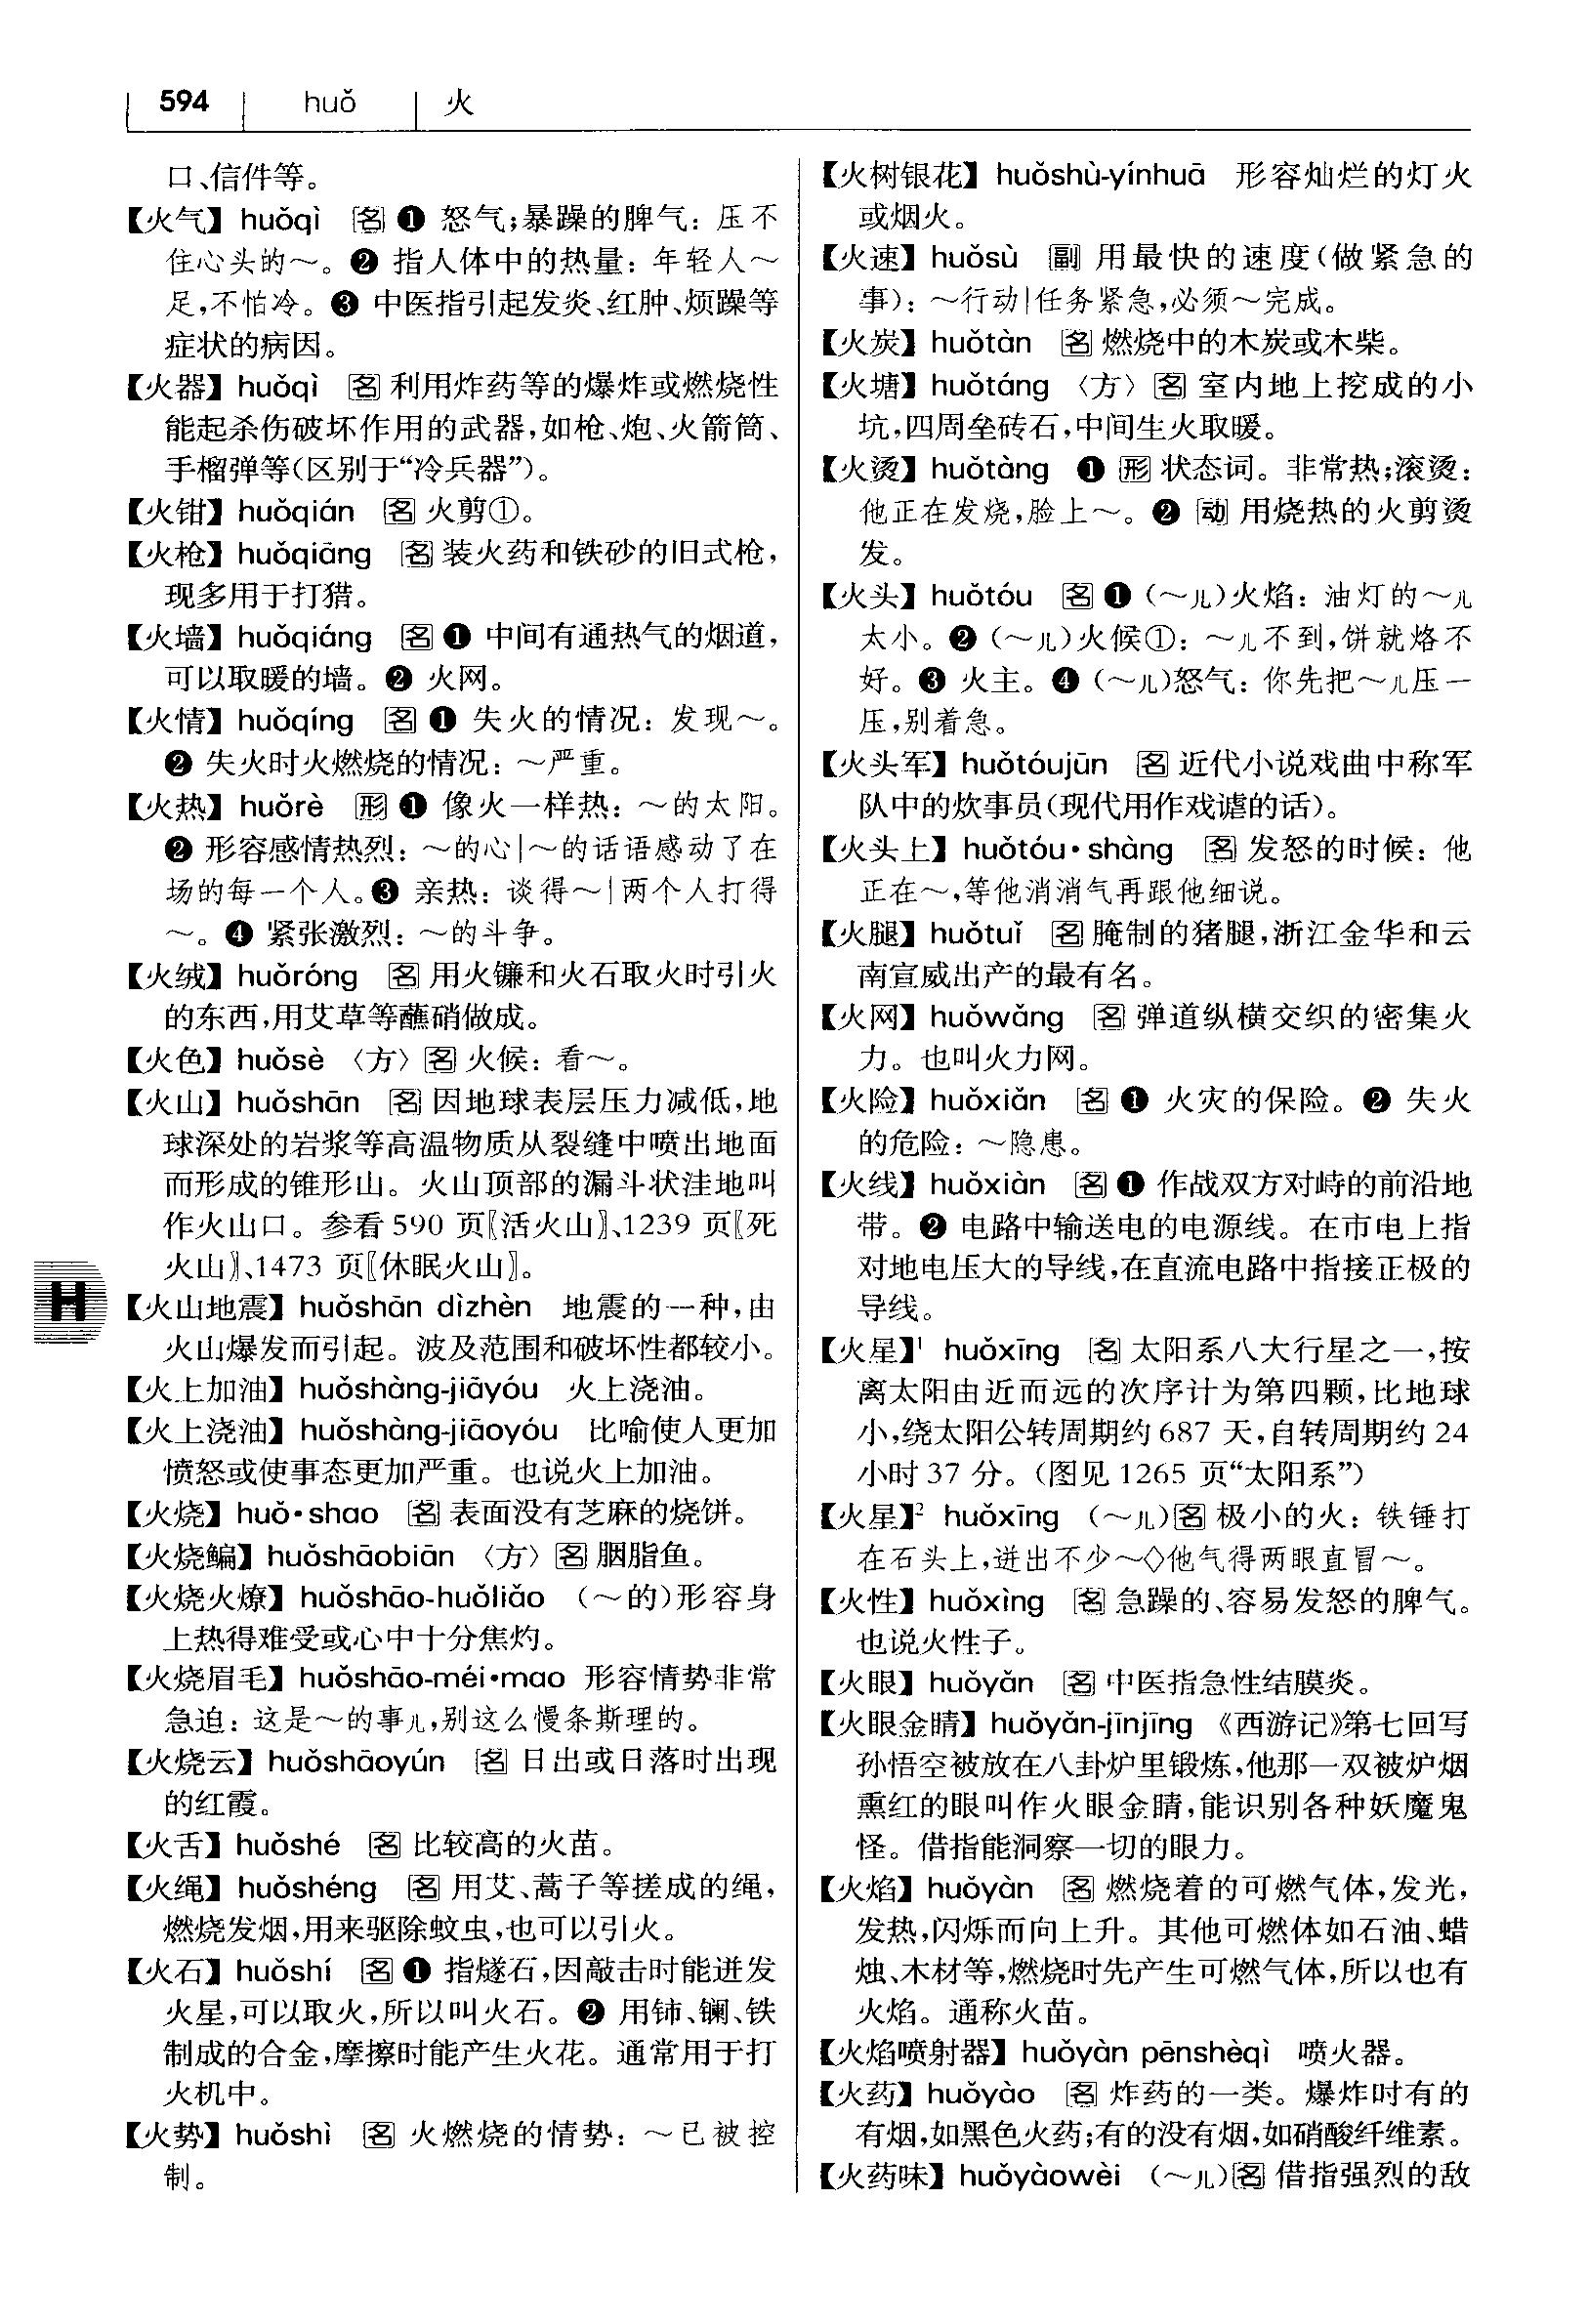 594 huǒ 火
口、信件等。
【火气】huǒqì 名 ❶ 怒气;暴躁的脾气：压不
住心头的～。❷ 指人体中的热量：年轻人～
足,不怕冷。❸ 中医指引起发炎、红肿、烦躁等
症状的病因。
【火器】huǒqì 名 利用炸药等的爆炸或燃烧性
能起杀伤破坏作用的武器,如枪、炮、火箭筒、
手榴弹等(区别于“冷兵器”)。
【火钳】huǒqián 名 火剪①。
【火枪】huǒqiāng 名 装火药和铁砂的旧式枪,
现多用于打猎。
【火墙】huǒqiáng 名 ❶ 中间有通热气的烟道,
可以取暖的墙。❷ 火网。
【火情】huǒqíng 名 ❶ 失火的情况：发现～。
❷ 失火时火燃烧的情况：～严重。
【火热】huǒrè 形 ❶ 像火一样热：～的太阳。
❷ 形容感情热烈：～的心|～的话语感动了在
场的每一个人。❸ 亲热：谈得～|两个人打得
～。❹ 紧张激烈：～的斗争。
【火绒】huǒróng 名 用火镰和火石取火时引火
的东西,用艾草等蘸硝做成。
【火色】huǒsè 〈方〉名 火候：看～。
【火山】huǒshān 名 因地球表层压力减低,地
球深处的岩浆等高温物质从裂缝中喷出地面
而形成的锥形山。火山顶部的漏斗状洼地叫
作火山口。参看 590 页〖活火山〗、1239 页〖死
火山〗、1473 页〖休眠火山〗。
H
【火山地震】huǒshān dìzhèn 地震的一种,由
火山爆发而引起。波及范围和破坏性都较小。
【火上加油】huǒshàng-jiāyóu 火上浇油。
【火上浇油】huǒshàng-jiāoyóu 比喻使人更加
愤怒或使事态更加严重。也说火上加油。
【火烧】huǒ·shao 名 表面没有芝麻的烧饼。
【火烧鳊】huǒshāobiān 〈方〉名 胭脂鱼。
【火烧火燎】huǒshāo-huǒliǎo (～的)形容身
上热得难受或心中十分焦灼。
【火烧眉毛】huǒshāo-méi·mao 形容情势非常
急迫：这是～的事儿,别这么慢条斯理的。
【火烧云】huǒshāoyún 名 日出或日落时出现
的红霞。
【火舌】huǒshé 名 比较高的火苗。
【火绳】huǒshéng 名 用艾、蒿子等搓成的绳,
燃烧发烟,用来驱除蚊虫,也可以引火。
【火石】huǒshí 名 ❶ 指燧石,因敲击时能迸发
火星,可以取火,所以叫火石。❷ 用铈、镧、铁
制成的合金,摩擦时能产生火花。通常用于打
火机中。
【火势】huǒshì 名 火燃烧的情势：～已被控
制。
【火树银花】huǒshù-yínhuā 形容灿烂的灯火
或烟火。
【火速】huǒsù 副 用最快的速度(做紧急的
事)：～行动|任务紧急,必须～完成。
【火炭】huǒtàn 名 燃烧中的木炭或木柴。
【火塘】huǒtáng 〈方〉名 室内地上挖成的小
坑,四周垒砖石,中间生火取暖。
【火烫】huǒtàng ❶ 形 状态词。非常热;滚烫：
他正在发烧,脸上～。❷ 动 用烧热的火剪烫
发。
【火头】huǒtóu 名 ❶ (～儿)火焰：油灯的～儿
太小。❷ (～儿)火候①：～儿不到,饼就烙不
好。❸ 火主。❹ (～儿)怒气：你先把～儿压一
压,别着急。
【火头军】huǒtóujūn 名 近代小说戏曲中称军
队中的炊事员(现代用作戏谑的话)。
【火头上】huǒtóu·shàng 名 发怒的时候：他
正在～,等他消消气再跟他细说。
【火腿】huǒtuǐ 名 腌制的猪腿,浙江金华和云
南宣威出产的最有名。
【火网】huǒwǎng 名 弹道纵横交织的密集火
力。也叫火力网。
【火险】huǒxiǎn 名 ❶ 火灾的保险。❷ 失火
的危险：～隐患。
【火线】huǒxiàn 名 ❶ 作战双方对峙的前沿地
带。❷ 电路中输送电的电源线。在市电上指
对地电压大的导线,在直流电路中指接正极的
导线。
【火星】¹ huǒxīng 名 太阳系八大行星之一,按
离太阳由近而远的次序计为第四颗,比地球
小,绕太阳公转周期约 687 天,自转周期约 24
小时 37 分。(图见 1265 页“太阳系”)
【火星】² huǒxīng (～儿)名 极小的火：铁锤打
在石头上,迸出不少～◇他气得两眼直冒～。
【火性】huǒxìng 名 急躁的、容易发怒的脾气。
也说火性子。
【火眼】huǒyǎn 名 中医指急性结膜炎。
【火眼金睛】huǒyǎn-jīnjīng 《西游记》第七回写
孙悟空被放在八卦炉里锻炼,他那一双被炉烟
熏红的眼叫作火眼金睛,能识别各种妖魔鬼
怪。借指能洞察一切的眼力。
【火焰】huǒyàn 名 燃烧着的可燃气体,发光,
发热,闪烁而向上升。其他可燃体如石油、蜡
烛、木材等,燃烧时先产生可燃气体,所以也有
火焰。通称火苗。
【火焰喷射器】huǒyàn pēnshèqì 喷火器。
【火药】huǒyào 名 炸药的一类。爆炸时有的
有烟,如黑色火药;有的没有烟,如硝酸纤维素。
【火药味】huǒyàowèi (～儿)名 借指强烈的敌